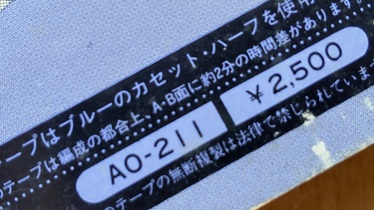 テープはブルーのカセット・ハーフを使用
のテープは編成の都合上、A・B面に約2分の時間差があります。
AO-211 ¥2,500
のテープの無断複製は法律で禁じられています